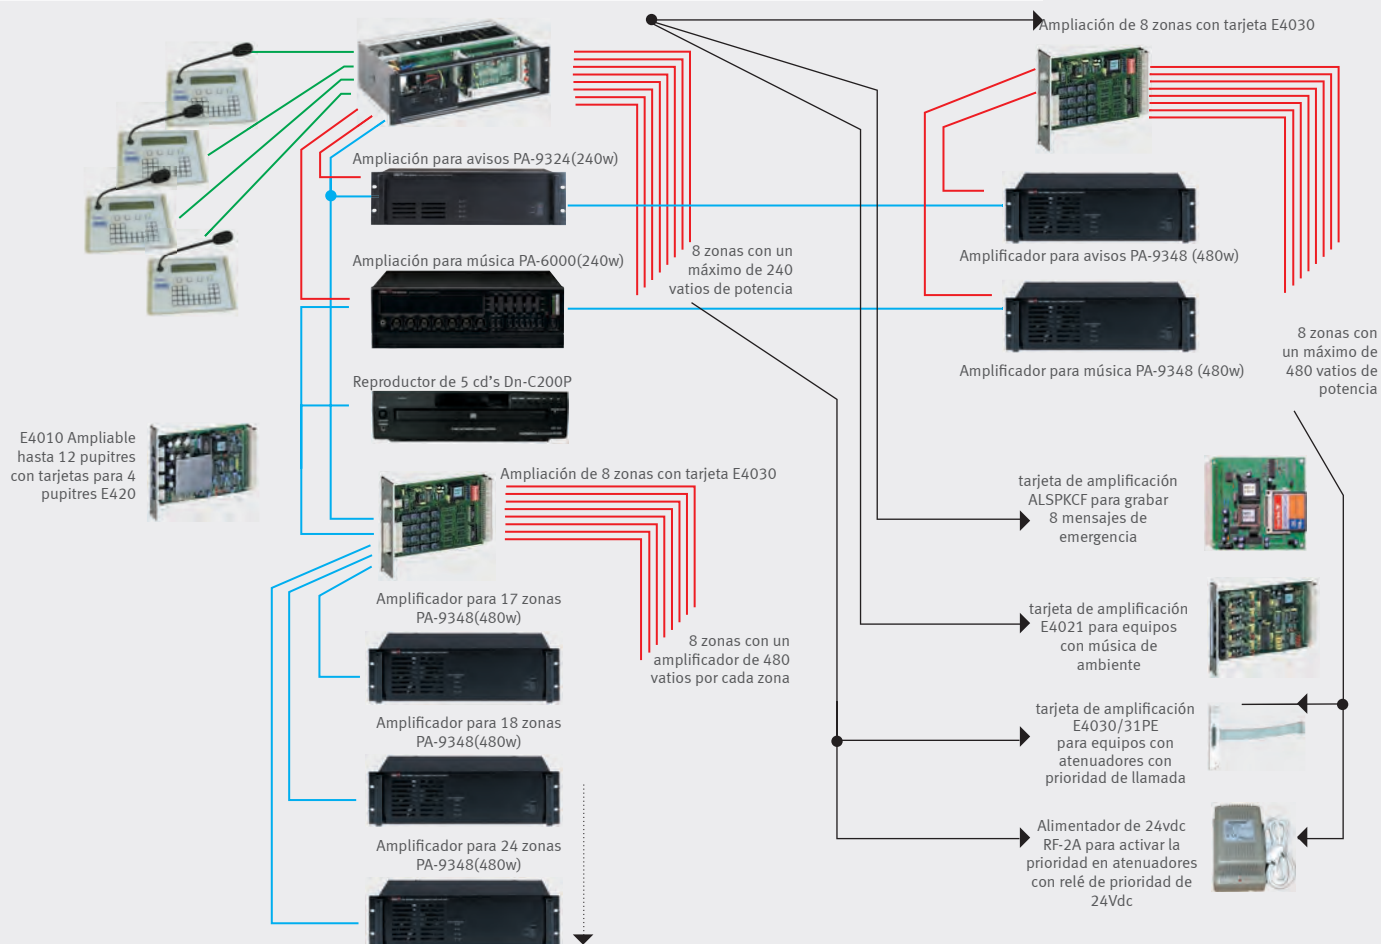 Ampliación de 8 zonas con tarjeta E4030
Ampliación para avisos PA-9324(240w)
Ampliación para música PA-6000(240w)
8 zonas con un
máximo de 240
vatios de potencia
Amplificador para avisos PA-9348 (480w)
Amplificador para música PA-9348 (480w)
8 zonas con
un máximo de
480 vatios de
potencia
Reproductor de 5 cd's Dn-C200P
E4010 Ampliable
hasta 12 pupitres
con tarjetas para 4
pupitres E420
Ampliación de 8 zonas con tarjeta E4030
Amplificador para 17 zonas
PA-9348(480w)
8 zonas con un
amplificador de 480
vatios por cada zona
Amplificador para 18 zonas
PA-9348(480w)
Amplificador para 24 zonas
PA-9348(480w)
tarjeta de amplificación
ALSPKCF para grabar
8 mensajes de
emergencia
tarjeta de amplificación
E4021 para equipos
con música de
ambiente
tarjeta de amplificación
E4030/31PE
para equipos con
atenuadores con
prioridad de llamada
Alimentador de 24vdc
RF-2A para activar la
prioridad en atenuadores
con relé de prioridad de
24Vdc